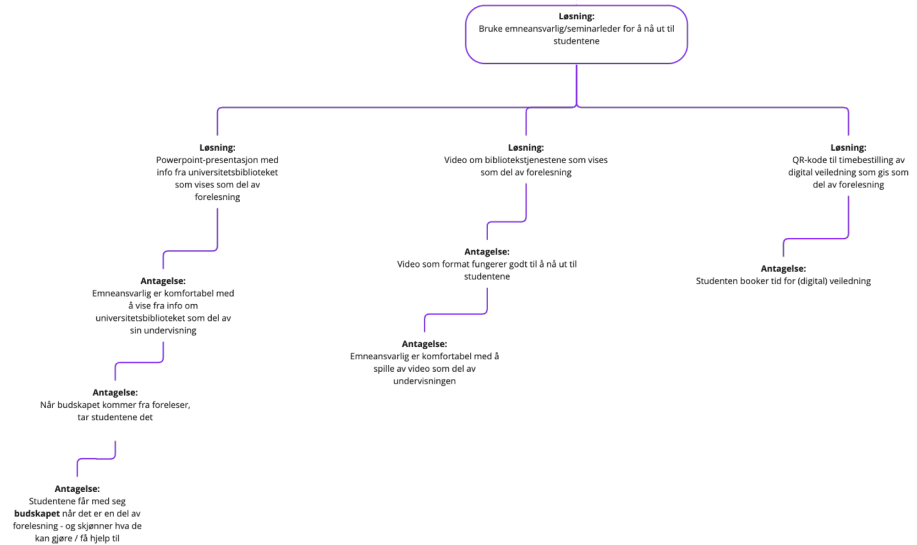 Løsning:
Bruke emneansvarlig/seminarleder for å nå ut til
studentene
Løsning:
Powerpoint-presentasjon med
info fra universitetsbiblioteket
som vises som del av
forelesning
Løsning:
Video om bibliotekstjenestene som vises
som del av forelesning
Løsning:
QR-kode til timebestilling av
digital veiledning som gis som
del av forelesning
Antagelse:
Emneansvarlig er komfortabel med
å vise fra info om
universitetsbiblioteket som del av
sin undervisning
Antagelse:
Video som format fungerer godt til å nå ut til
studentene
Antagelse:
Studenten booker tid for (digital) veiledning
Antagelse:
Emneansvarlig er komfortabel med å
spille av video som del av
undervisningen
Antagelse:
Når budskapet kommer fra foreleser,
tar studentene det
Antagelse:
Studentene får med seg
budskapet når det er en del av
forelesning - og skjønner hva de
kan gjøre / få hjelp til